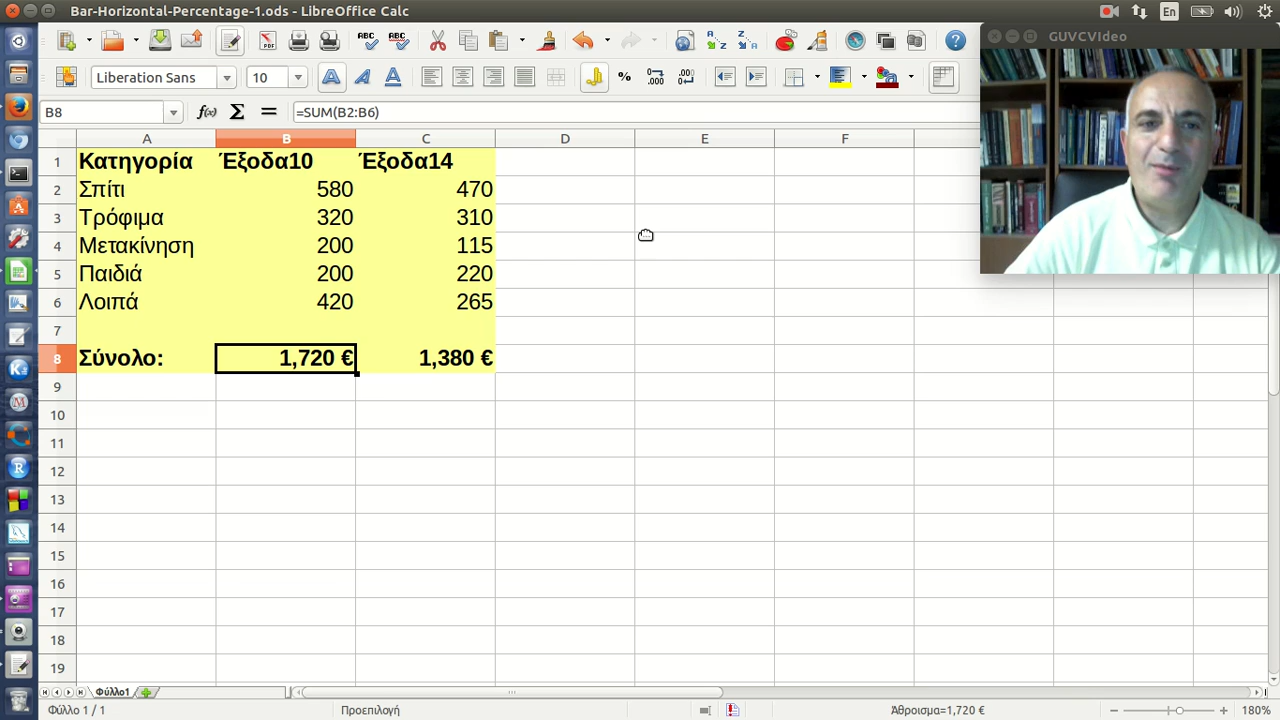 Bar-Horizontal-Percentage-1.ods - LibreOffice Calc
En
GUVCVIdeo
Liberation Sans
10
B8
=SUM(B2:B6)
A B C D E F
1 Κατηγορία Έξοδα10 Έξοδα14
2 Σπίτι 580 470
3 Τρόφιμα 320 310
4 Μετακίνηση 200 115
5 Παιδιά 200 220
6 Λοιπά 420 265
7
8 Σύνολο: 1,720 € 1,380 €
9
10
11
12
13
14
15
16
17
18
19
Φύλλο1
Φύλλο 1 / 1 Προεπιλογή Άθροισμα=1,720 € 180%